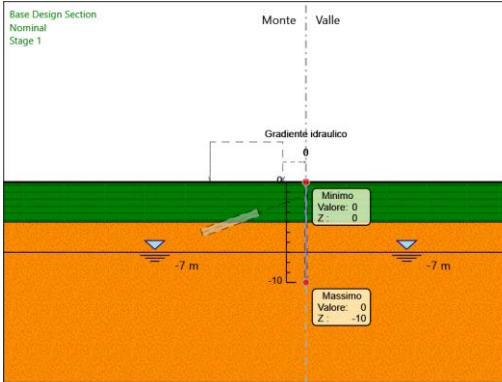 Base Design Section
Nominal
Stage 1
Monte
Valle
Gradiente idraulico
0
0
Minimo
Valore: 0
Z : 0
-7 m
-7 m
-10
Massimo
Valore: 0
Z : -10